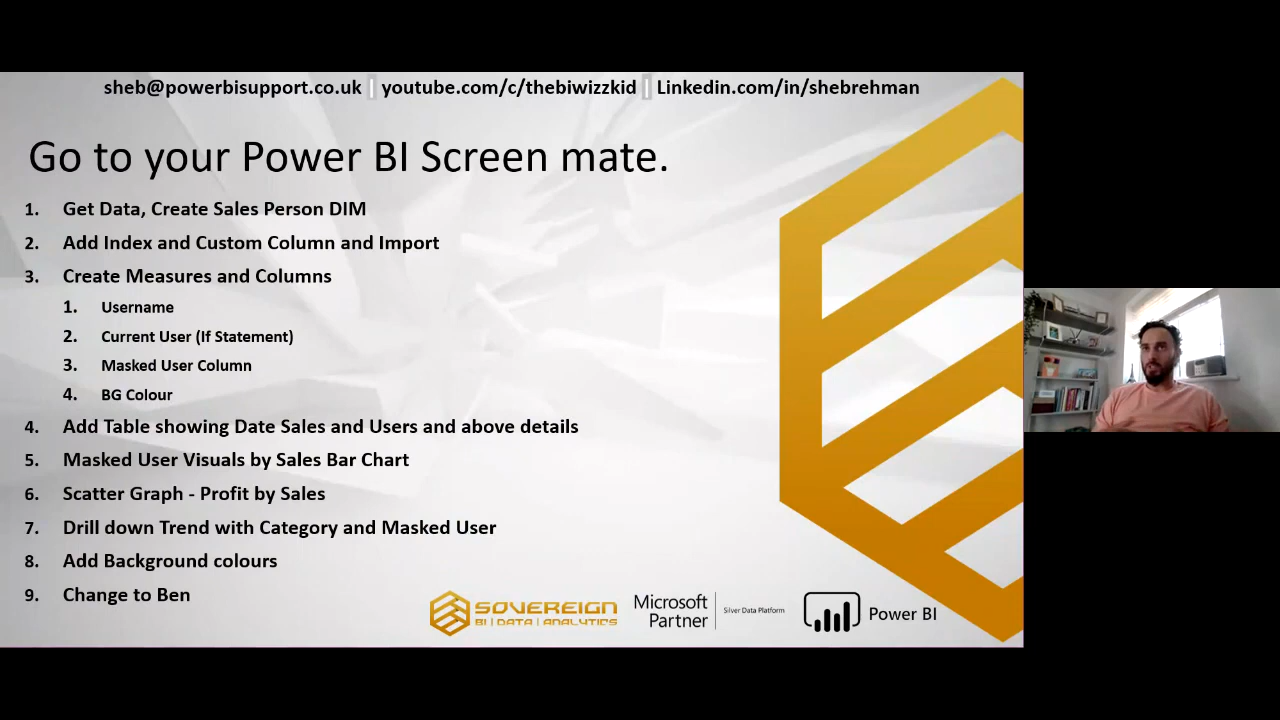 sheb@powerbisupport.co.uk | youtube.com/c/thebiwizzkid | Linkedin.com/in/shebrehman
Go to your Power BI Screen mate.
1. Get Data, Create Sales Person DIM
2. Add Index and Custom Column and Import
3. Create Measures and Columns
1. Username
2. Current User (If Statement)
3. Masked User Column
4. BG Colour
4. Add Table showing Date Sales and Users and above details
5. Masked User Visuals by Sales Bar Chart
6. Scatter Graph - Profit by Sales
7. Drill down Trend with Category and Masked User
8. Add Background colours
9. Change to Ben
SOVEREIGN
BI | DATA | ANALYTICS
Microsoft
Partner
Silver Data Platform
Power BI